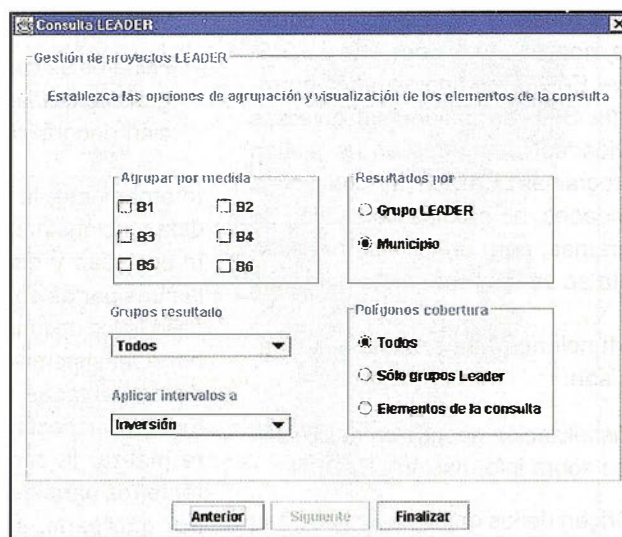 Consulta LEADER
Gestión de proyectos LEADER
Establezca las opciones de agrupación y visualización de los elementos de la consulta
Agrupar por medida
B1 B2
B3 B4
B5 B6
Resultados por
Grupo LEADER
Municipio
Grupos resultado
Todos
Aplicar intervalos a
Inversión
Polígonos cobertura
Todos
Sólo grupos Leader
Elementos de la consulta
Anterior Siguiente Finalizar